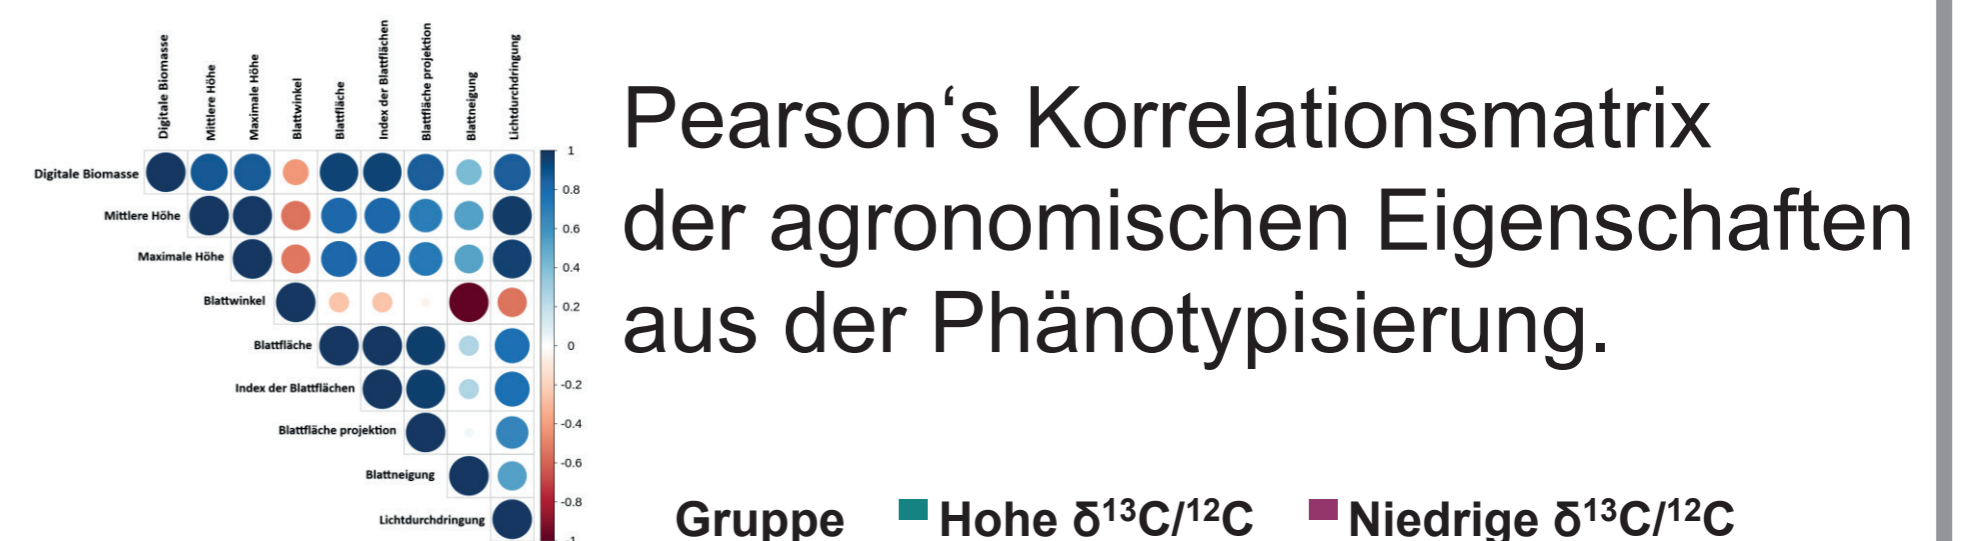 Digitale Biomasse
Mittlere Höhe
Maximale Höhe
Blattwinkel
Blattfläche
Index der Blattflächen
Blattfläche projektion
Blattneigung
Lichtdurchdringung
Digitale Biomasse
Mittlere Höhe
Maximale Höhe
Blattwinkel
Blattfläche
Index der Blattflächen
Blattfläche projektion
Blattneigung
Lichtdurchdringung
1
0.8
0.6
0.4
0.2
0
-0.2
-0.4
-0.6
-0.8
-1
Pearson‘s Korrelationsmatrix
der agronomischen Eigenschaften
aus der Phänotypisierung.
Gruppe Hohe δ¹³C/¹²C Niedrige δ¹³C/¹²C